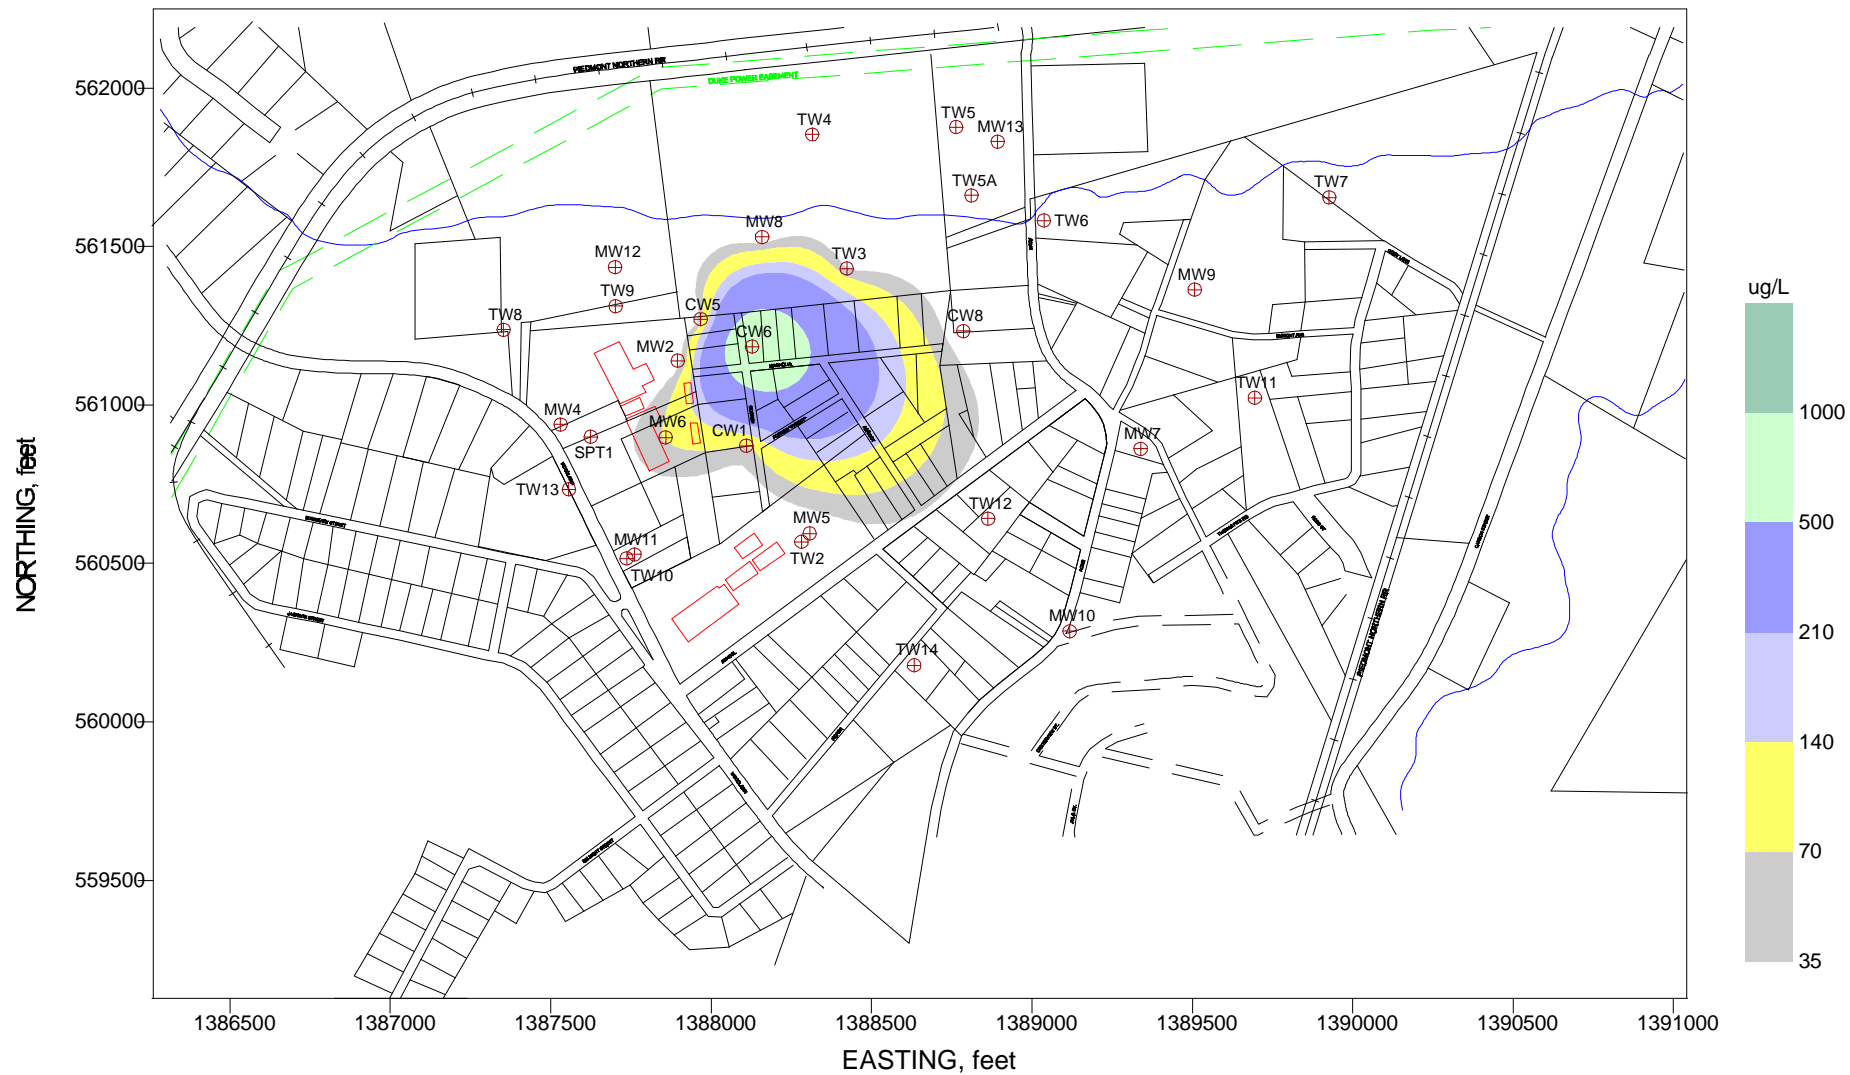 PIEDMONT NORTHERN RR
DUKE POWER EASEMENT
562000
TW4
TW5
MW13
TW5A
TW7
MW8
TW6
561500
MW12
TW3
MW9
ug/L
TW9
CW5
TW8
CW6
CW8
MW2
MAGNOLIA
TW11
1000
561000
MW4
MW6
CW1
MW7
SPT1
NORTHING, feet
TW13
TW12
500
MW5
MW11
TW2
560500
TW10
210
MW10
PIEDMONT NORTHERN RR
TW14
560000
140
70
559500
35
1386500 1387000 1387500 1388000 1388500 1389000 1389500 1390000 1390500 1391000
EASTING, feet